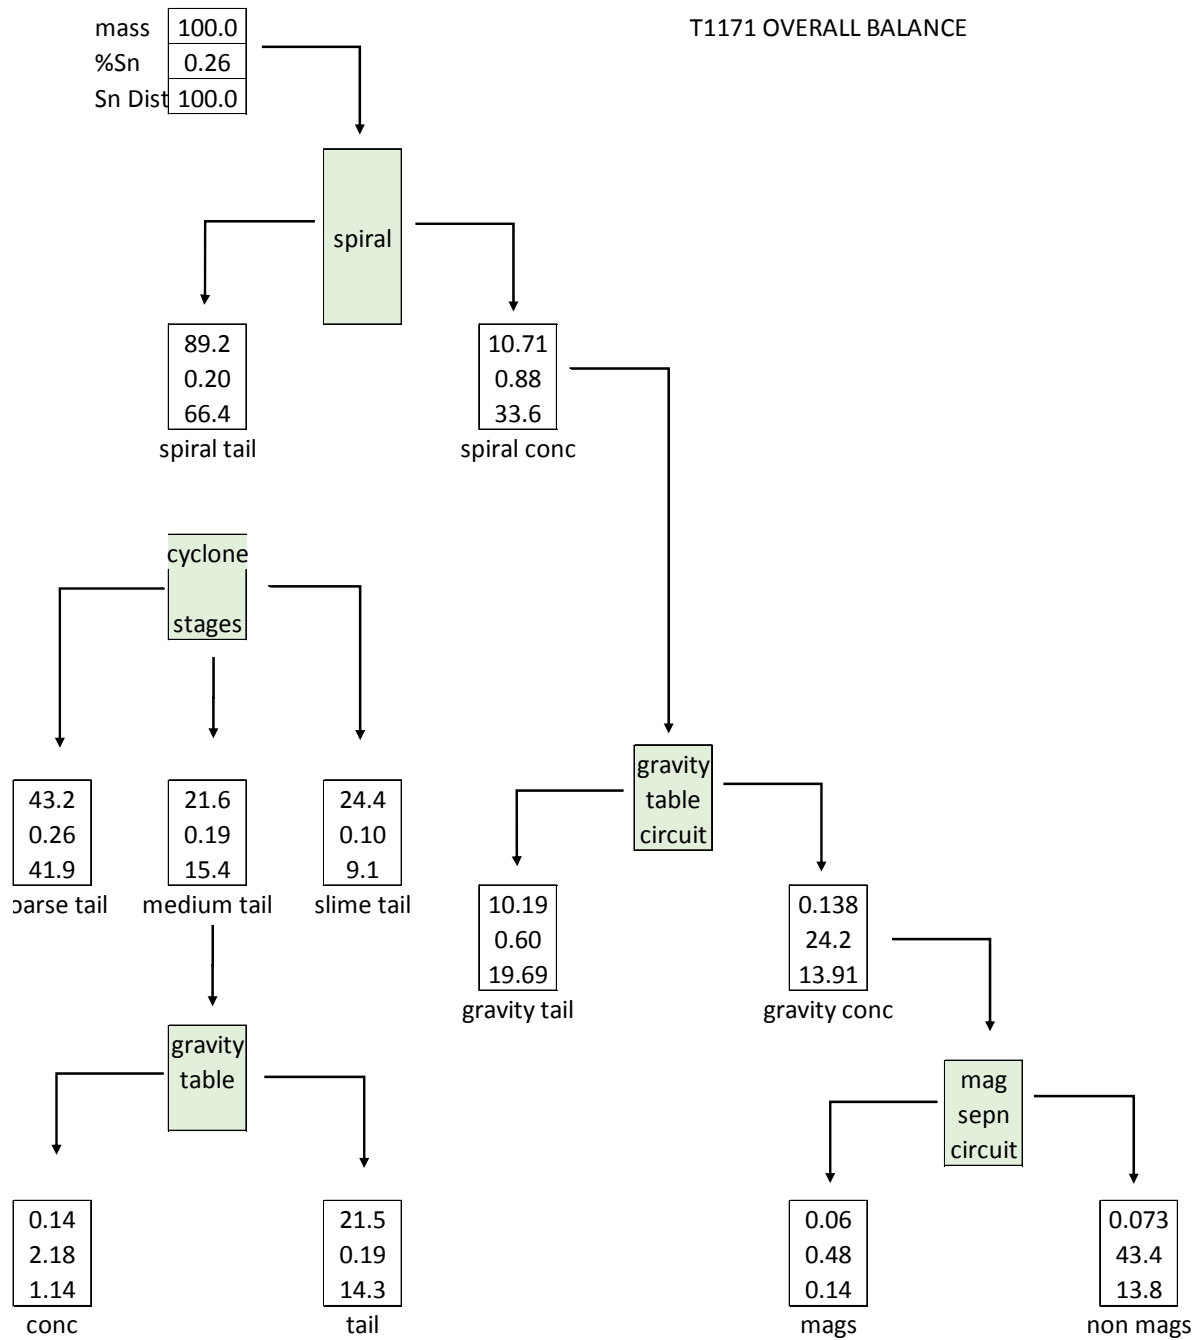 T1171 OVERALL BALANCE
mass 100.0
%Sn 0.26
Sn Dist 100.0
spiral
89.2
0.20
66.4
spiral tail
10.71
0.88
33.6
spiral conc
cyclone
stages
43.2
0.26
41.9
oarse tail
21.6
0.19
15.4
medium tail
24.4
0.10
9.1
slime tail
gravity
table
circuit
10.19
0.60
19.69
gravity tail
0.138
24.2
13.91
gravity conc
gravity
table
0.14
2.18
1.14
conc
21.5
0.19
14.3
tail
mag
sepn
circuit
0.06
0.48
0.14
mags
0.073
43.4
13.8
non mags